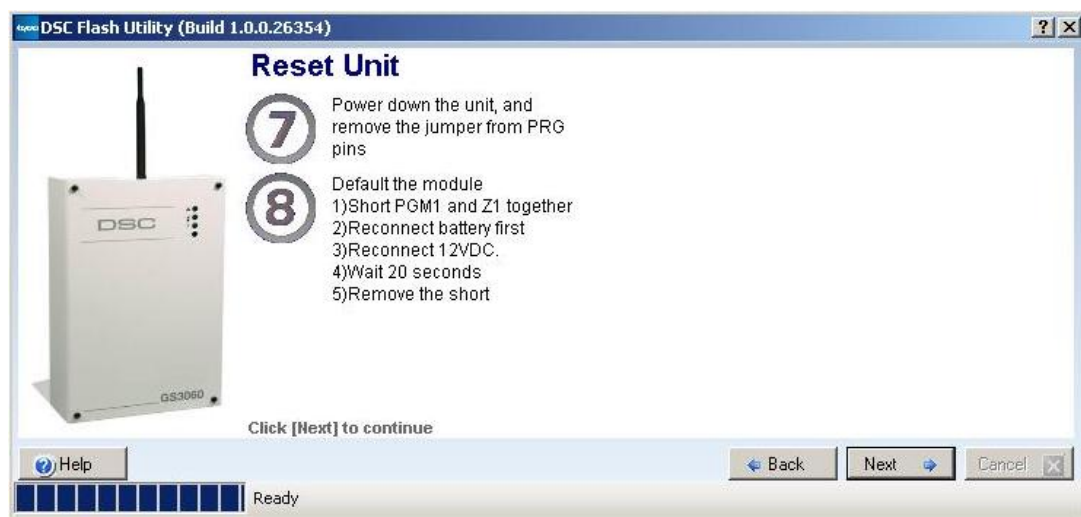 DSC Flash Utility (Build 1.0.0.26354)
Reset Unit
7
Power down the unit, and
remove the jumper from PRG
pins
8
Default the module
1)Short PGM1 and Z1 together
2)Reconnect battery first
3)Reconnect 12VDC.
4)Wait 20 seconds
5)Remove the short
DSC
GS3060
Click [Next] to continue
Help
Back
Next
Cancel
Ready